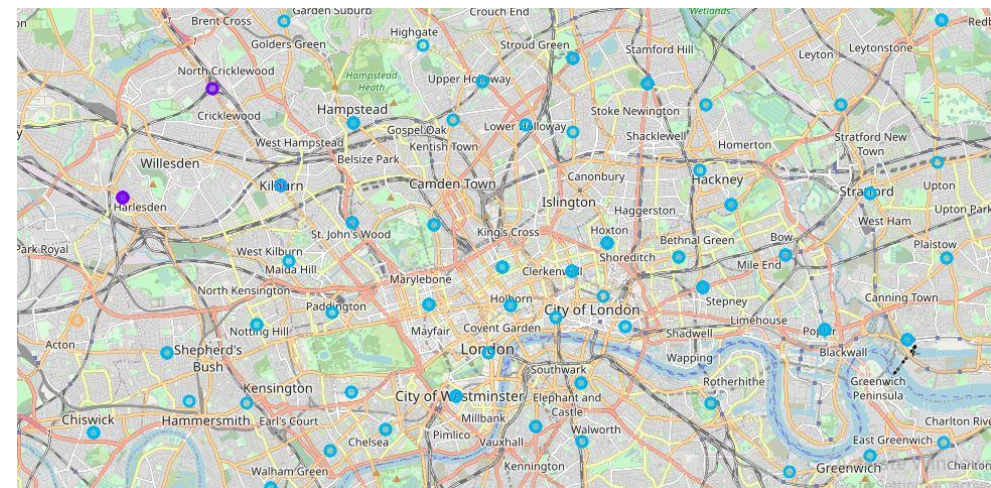 Wetlands
Garden Suburb
Crouch End
Brent Cross
Redb
Highgate
Golders Green
Stroud Green
Stamford Hill
Leytonstone
Leyton
North Cricklewood
Hampstead
Heath
Upper Holloway
Cricklewood
Hampstead
Stoke Newington
Gospel Oak
Lower Holloway
Shacklewell
Stratford New
Town
West Hampstead
Kentish Town
Homerton
Belsize Park
Willesden
Canonbury
Hackney
Kilburn
Camden Town
Upton
Stratford
Harlesden
Islington
Haggerston
Upton Park
West Ham
St. John's Wood
King's Cross
Hoxton
Bethnal Green
Bow
Plaistow
Park Royal
West Kilburn
Shoreditch
Maida Hill
Clerkenwell
Mile End
Marylebone
North Kensington
Holborn
Stepney
Canning Town
Paddington
City of London
Notting Hill
Mayfair
Covent Garden
Shadwell
Limehouse
Poplar
Acton
Shepherd's
Bush
London
Blackwall
Wapping
Southwark
Kensington
Rotherhithe
Greenwich
Peninsula
City of Westminster
Elephant and
Castle
Chiswick
Hammersmith
Earl's Court
Millbank
Charlton Rive
Pimlico
Walworth
Chelsea
Vauxhall
East Greenwich
Walham Green
Kennington
Greenwich
Charlton